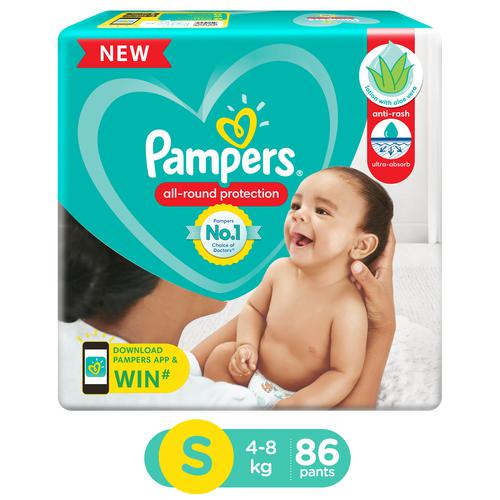 NEW
lotion with aloe vera
anti-rash
ultra-absorb
Pampers®
all-round protection
Pampers
No.1
Choice of
Doctors^
DOWNLOAD
PAMPERS APP &
WIN#
S
4-8
kg
86
pants